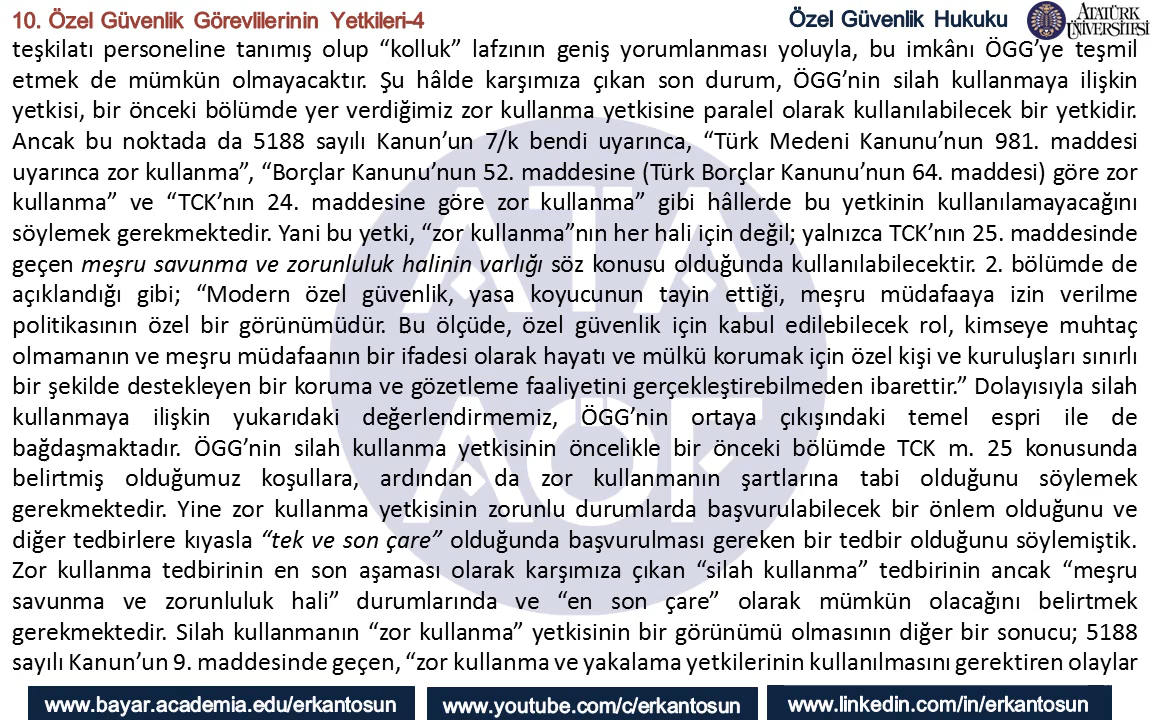 10. Özel Güvenlik Görevlilerinin Yetkileri-4
Özel Güvenlik Hukuku
ATATÜRK
ÜNİVERSİTESİ
teşkilatı personeline tanımış olup “kolluk” lafzının geniş yorumlanması yoluyla, bu imkânı ÖGG’ye teşmil
etmek de mümkün olmayacaktır. Şu hâlde karşımıza çıkan son durum, ÖGG’nin silah kullanmaya ilişkin
yetkisi, bir önceki bölümde yer verdiğimiz zor kullanma yetkisine paralel olarak kullanılabilecek bir yetkidir.
Ancak bu noktada da 5188 sayılı Kanun’un 7/k bendi uyarınca, “Türk Medeni Kanunu’nun 981. maddesi
uyarınca zor kullanma”, “Borçlar Kanunu’nun 52. maddesine (Türk Borçlar Kanunu’nun 64. maddesi) göre zor
kullanma” ve “TCK’nın 24. maddesine göre zor kullanma” gibi hâllerde bu yetkinin kullanılamayacağını
söylemek gerekmektedir. Yani bu yetki, “zor kullanma”nın her hali için değil; yalnızca TCK’nın 25. maddesinde
geçen meşru savunma ve zorunluluk halinin varlığı söz konusu olduğunda kullanılabilecektir. 2. bölümde de
açıklandığı gibi; “Modern özel güvenlik, yasa koyucunun tayin ettiği, meşru müdafaaya izin verilme
politikasının özel bir görünümüdür. Bu ölçüde, özel güvenlik için kabul edilebilecek rol, kimseye muhtaç
olmamanın ve meşru müdafaanın bir ifadesi olarak hayatı ve mülkü korumak için özel kişi ve kuruluşları sınırlı
bir şekilde destekleyen bir koruma ve gözetleme faaliyetini gerçekleştirebilmeden ibarettir.” Dolayısıyla silah
kullanmaya ilişkin yukarıdaki değerlendirmemiz, ÖGG’nin ortaya çıkışındaki temel espri ile de
bağdaşmaktadır. ÖGG’nin silah kullanma yetkisinin öncelikle bir önceki bölümde TCK m. 25 konusunda
belirtmiş olduğumuz koşullara, ardından da zor kullanmanın şartlarına tabi olduğunu söylemek
gerekmektedir. Yine zor kullanma yetkisinin zorunlu durumlarda başvurulabilecek bir önlem olduğunu ve
diğer tedbirlere kıyasla “tek ve son çare” olduğunda başvurulması gereken bir tedbir olduğunu söylemiştik.
Zor kullanma tedbirinin en son aşaması olarak karşımıza çıkan “silah kullanma” tedbirinin ancak “meşru
savunma ve zorunluluk hali” durumlarında ve “en son çare” olarak mümkün olacağını belirtmek
gerekmektedir. Silah kullanmanın “zor kullanma” yetkisinin bir görünümü olmasının diğer bir sonucu; 5188
sayılı Kanun’un 9. maddesinde geçen, “zor kullanma ve yakalama yetkilerinin kullanılmasını gerektiren olaylar
ATA
AÖF
www.bayar.academia.edu/erkantosun
www.youtube.com/c/erkantosun
www.linkedin.com/in/erkantosun